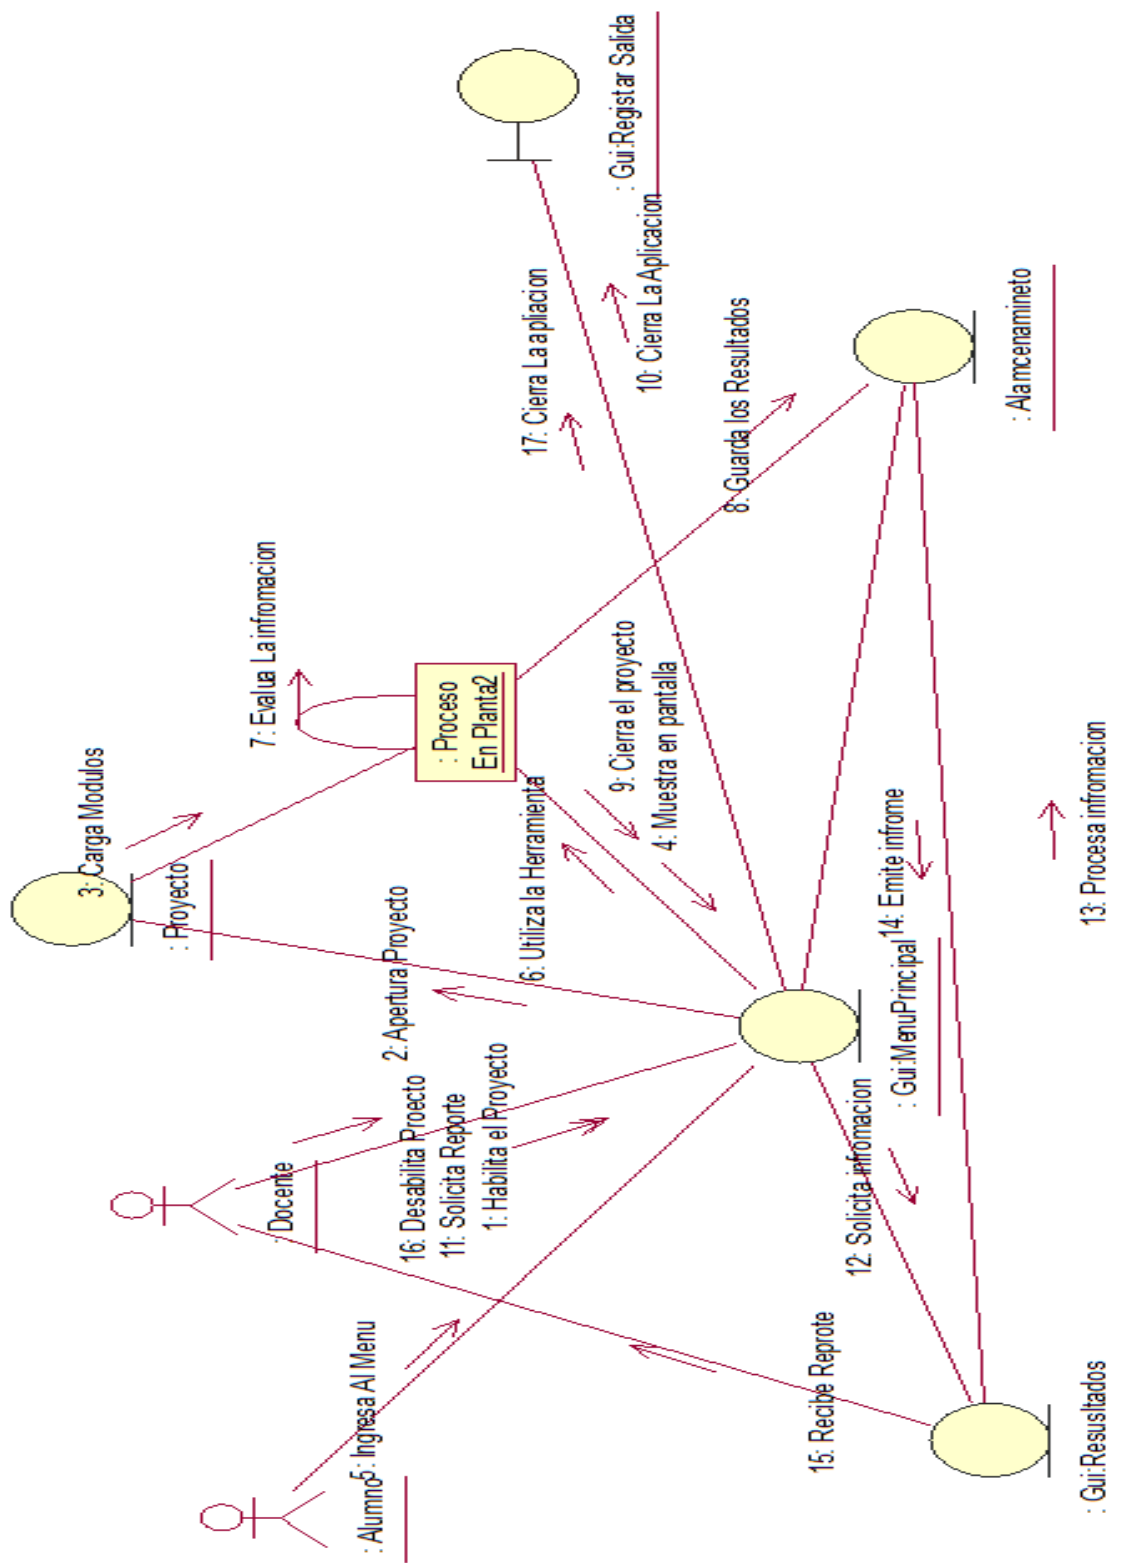 : Alumno
5: Ingresa Al Menu
: Docente
16: Desabilita Proecto
11: Solicita Reporte
1: Habilita el Proyecto
2: Apertura Proyecto
: Proyecto
3: Carga Modulos
7: Evalua La infromacion
: Proceso
En Planta2
6: Utiliza la Herramienta
9: Cierra el proyecto
4: Muestra en pantalla
17: Cierra La apliacion
10: Cierra La Aplicacion
: Gui:Registar Salida
8: Guarda los Resultados
: Alamcenamineto
: Gui:MenuPrincipal
14: Emite infrome
12: Solicita infromacion
13: Procesa infromacion
15: Recibe Reprote
: Gui:Resusltados